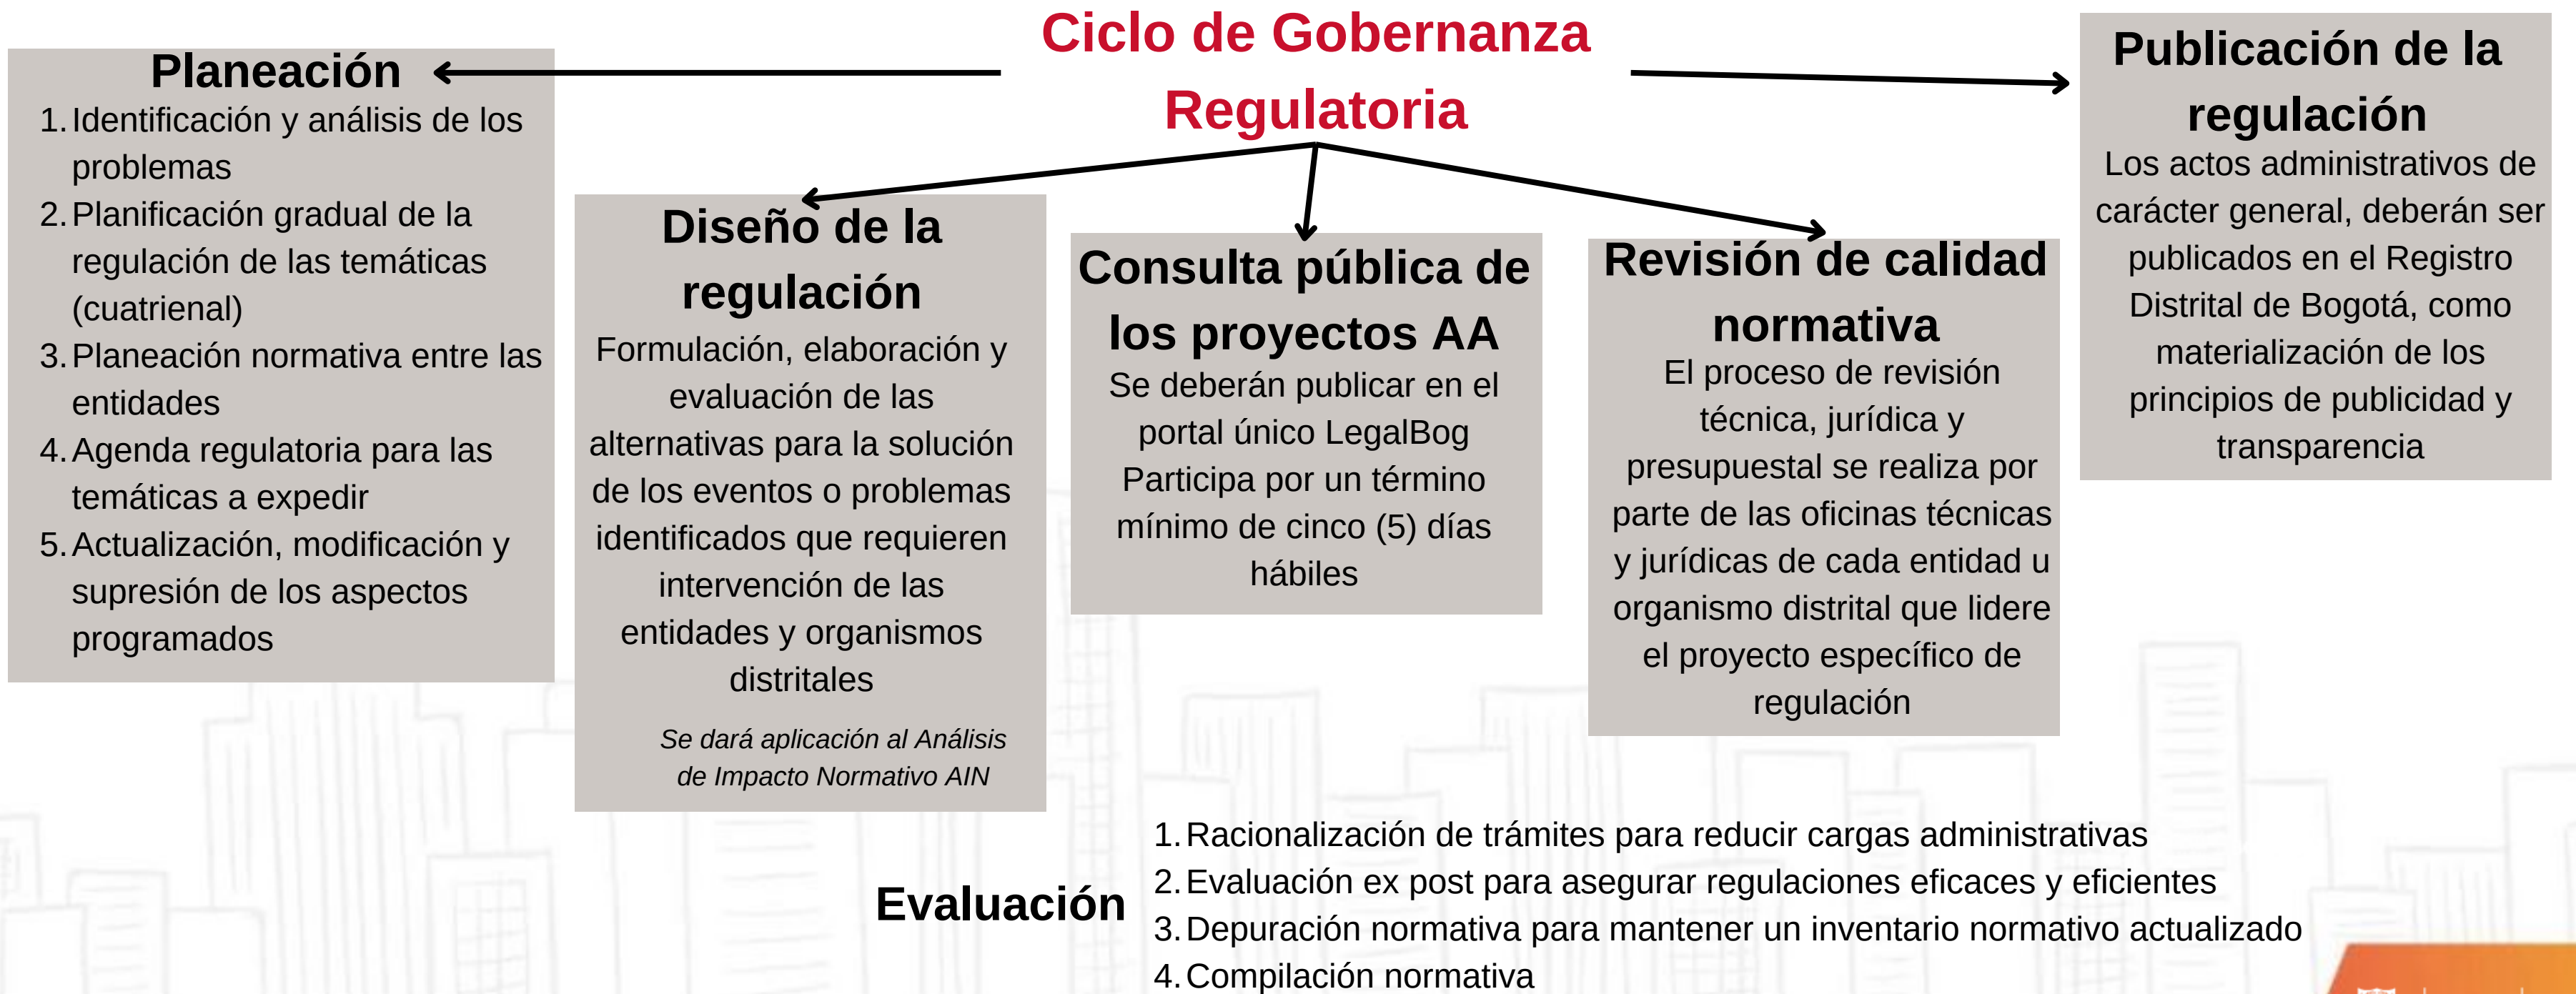 Ciclo de Gobernanza
Regulatoria
Planeación
1. Identificación y análisis de los
problemas
2. Planificación gradual de la
regulación de las temáticas
(cuatrienal)
3. Planeación normativa entre las
entidades
4. Agenda regulatoria para las
temáticas a expedir
5. Actualización, modificación y
supresión de los aspectos
programados
Diseño de la
regulación
Formulación, elaboración y
evaluación de las
alternativas para la solución
de los eventos o problemas
identificados que requieren
intervención de las
entidades y organismos
distritales
Se dará aplicación al Análisis
de Impacto Normativo AIN
Consulta pública de
los proyectos AA
Se deberán publicar en el
portal único LegalBog
Participa por un término
mínimo de cinco (5) días
hábiles
Revisión de calidad
normativa
El proceso de revisión
técnica, jurídica y
presupuestal se realiza por
parte de las oficinas técnicas
y jurídicas de cada entidad u
organismo distrital que lidere
el proyecto específico de
regulación
Publicación de la
regulación
Los actos administrativos de
carácter general, deberán ser
publicados en el Registro
Distrital de Bogotá, como
materialización de los
principios de publicidad y
transparencia
Evaluación
1. Racionalización de trámites para reducir cargas administrativas
2. Evaluación ex post para asegurar regulaciones eficaces y eficientes
3. Depuración normativa para mantener un inventario normativo actualizado
4. Compilación normativa